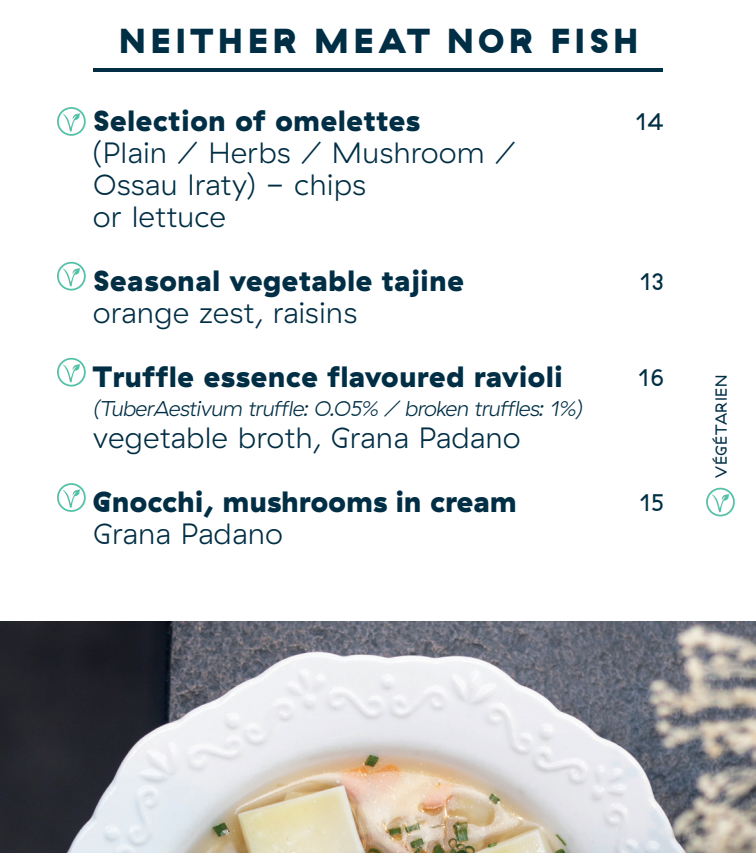 NEITHER MEAT NOR FISH
Selection of omelettes 14
(Plain / Herbs / Mushroom /
Ossau Iraty) – chips
or lettuce
Seasonal vegetable tajine 13
orange zest, raisins
Truffle essence flavoured ravioli 16
(TuberAestivum truffle: 0.05% / broken truffles: 1%)
vegetable broth, Grana Padano
Gnocchi, mushrooms in cream 15
Grana Padano
VÉGÉTARIEN